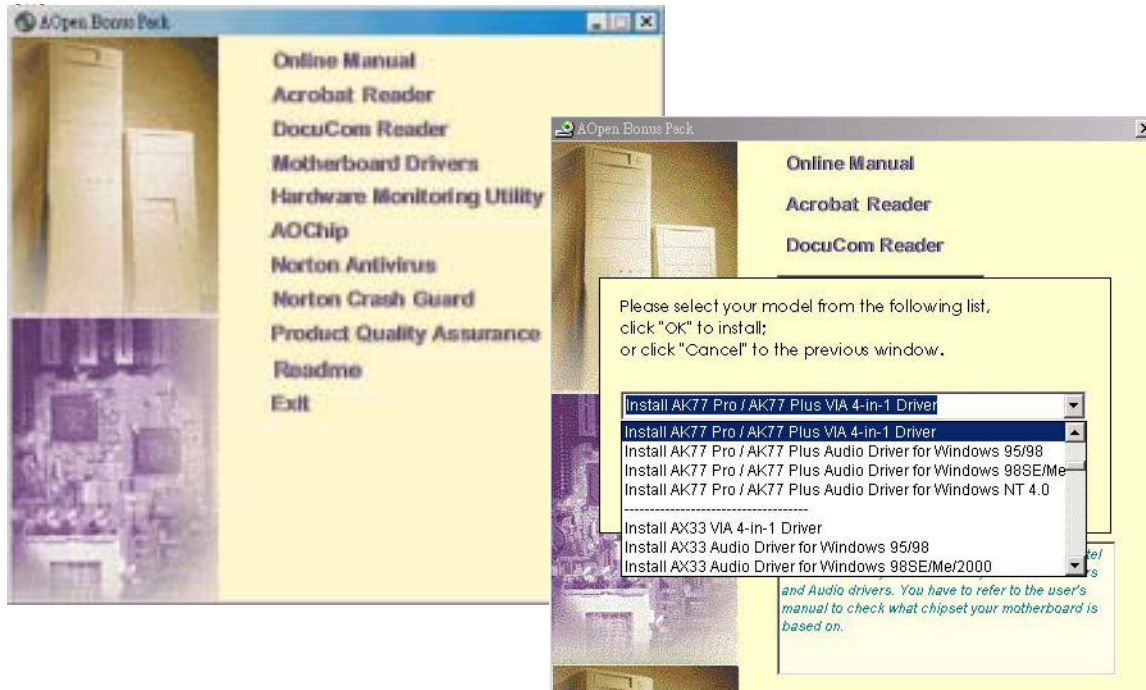 AOpen Bonus Pack
Online Manual
Acrobat Reader
DocuCom Reader
Motherboard Drivers
Hardware Monitoring Utility
AOChip
Norton Antivirus
Norton Crash Guard
Product Quality Assurance
Readme
Exit
AOpen Bonus Pack
Online Manual
Acrobat Reader
DocuCom Reader
Please select your model from the following list,
click "OK" to install;
or click "Cancel" to the previous window.
Install AK77 Pro / AK77 Plus VIA 4-in-1 Driver
Install AK77 Pro / AK77 Plus VIA 4-in-1 Driver
Install AK77 Pro / AK77 Plus Audio Driver for Windows 95/98
Install AK77 Pro / AK77 Plus Audio Driver for Windows 98SE/Me
Install AK77 Pro / AK77 Plus Audio Driver for Windows NT 4.0
------------------------------------
Install AX33 VIA 4-in-1 Driver
Install AX33 Audio Driver for Windows 95/98
Install AX33 Audio Driver for Windows 98SE/Me/2000
and Audio drivers. You have to refer to the user's
manual to check what chipset your motherboard is
based on.